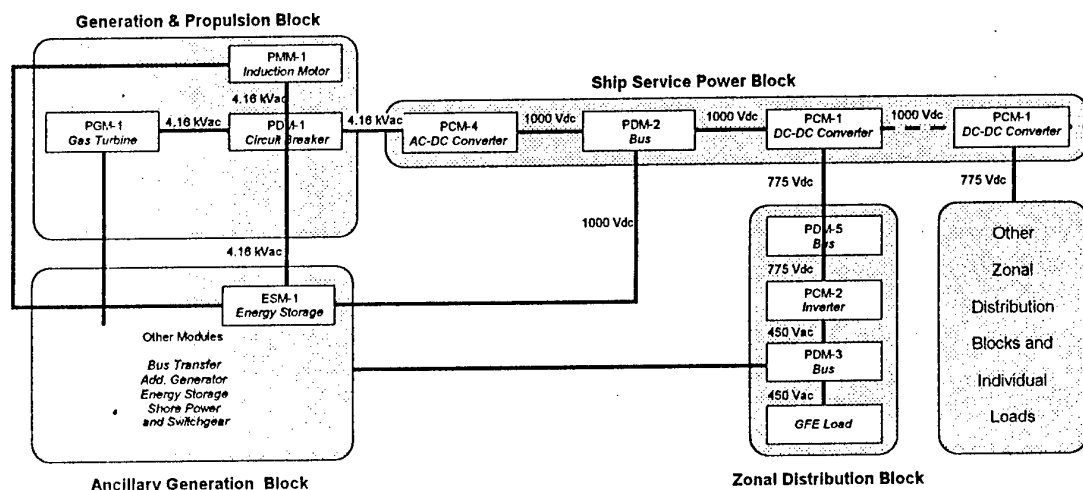 Generation & Propulsion Block
PMM-1
Induction Motor
4.16 kVac
PGM-1
Gas Turbine
4.16 kVac
PDM-1
Circuit Breaker
4.16 kVac
4.16 kVac
Ship Service Power Block
PCM-4
AC-DC Converter
1000 Vdc
PDM-2
Bus
1000 Vdc
PCM-1
DC-DC Converter
1000 Vdc
PCM-1
DC-DC Converter
775 Vdc
775 Vdc
1000 Vdc
ESM-1
Energy Storage
Other Modules
Bus Transfer
Add. Generator
Energy Storage
Shore Power
and Switchgear
Ancillary Generation Block
PDM-5
Bus
775 Vdc
PCM-2
Inverter
450 Vac
PDM-3
Bus
450 Vac
GFE Load
Zonal Distribution Block
Other
Zonal
Distribution
Blocks and
Individual
Loads